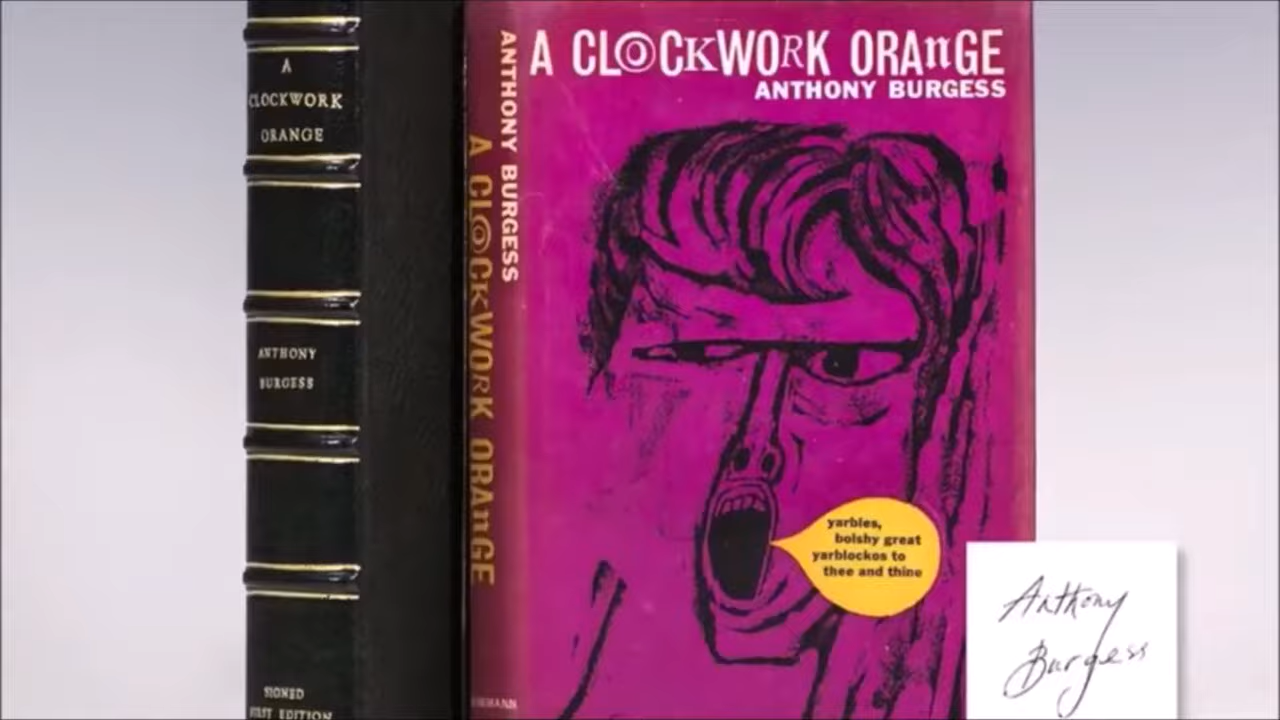 A
CLOCKWORK
ORANGE
ANTHONY
BURGESS
SIGNED
FIRST EDITION
ANTHONY BURGESS
A CLOCKWORK ORANGE
A CLOCKWORK ORANGE
ANTHONY BURGESS
yarbles,
bolshy great
yarblockos to
thee and thine
Anthony
Burgess